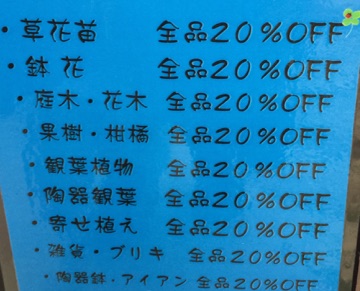 ・草花苗 全品20%OFF
・鉢花 全品20%OFF
・庭木・花木 全品20%OFF
・果樹・柑橘 全品20%OFF
・観葉植物 全品20%OFF
・陶器観葉 全品20%OFF
・寄せ植え 全品20%OFF
・雑貨・ブリキ 全品20%OFF
・陶器鉢・アイアン 全品20%OFF